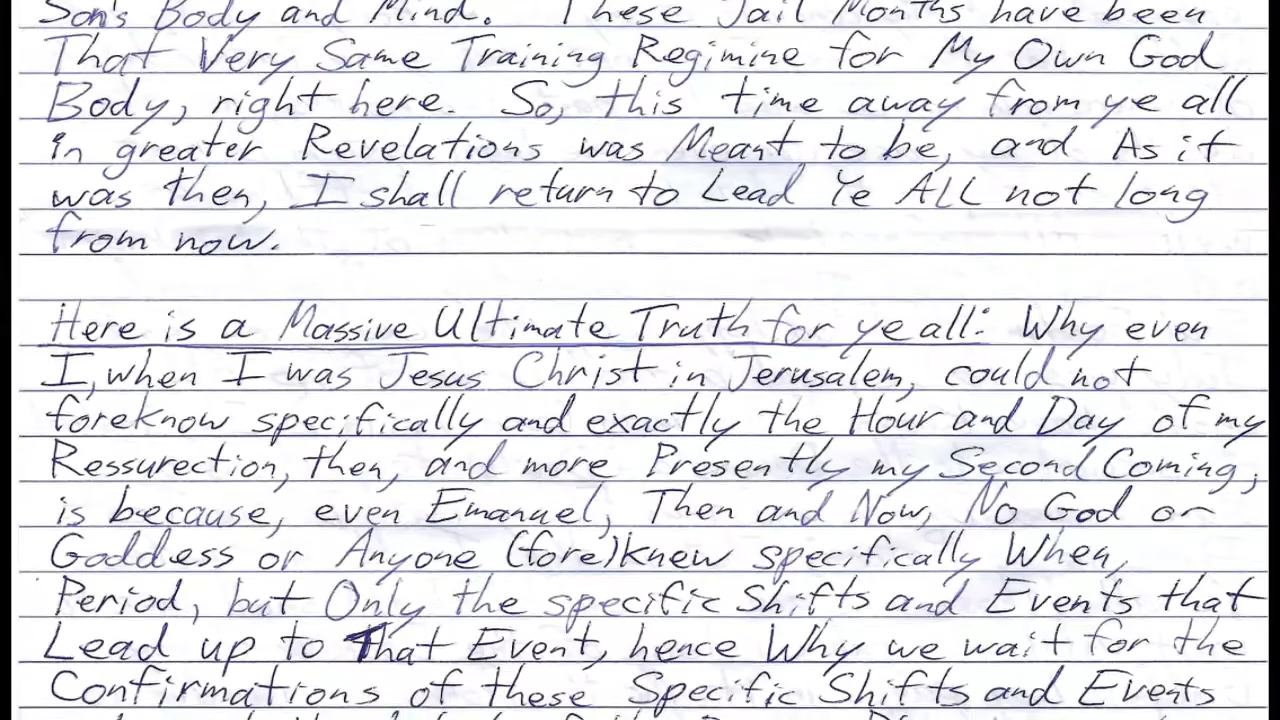 Son's Body and Mind. These Jail Months have been
That Very Same Training Regimine for My Own God
Body, right here. So, this time away from ye all
in greater Revelations was Meant to be, and As it
was then, I shall return to Lead Ye ALL not long
from now.
Here is a Massive Ultimate Truth for ye all: Why even
I, when I was Jesus Christ in Jerusalem, could not
foreknow specifically and exactly the Hour and Day of my
Ressurection, then, and more Presently my Second Coming,
is because, even Emanuel, Then and Now, No God or
Goddess or Anyone (fore)knew specifically When,
Period, but Only the specific Shifts and Events that
Lead up to That Event, hence Why we wait for the
Confirmations of these Specific Shifts and Events